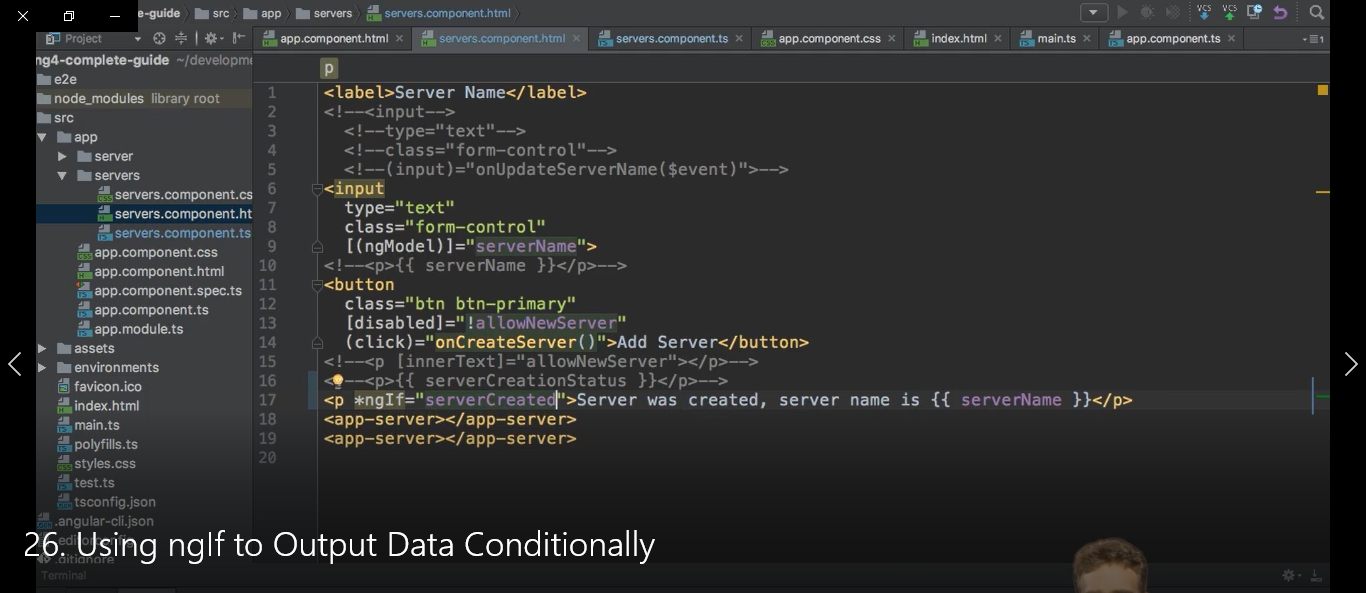 e-guide src app servers servers.component.html
Project
app.component.html servers.component.html servers.component.ts app.component.css index.html main.ts app.component.ts
ng4-complete-guide ~/developme
e2e
node_modules library root
src
app
server
servers
servers.component.cs
servers.component.ht
servers.component.ts
app.component.css
app.component.html
app.component.spec.ts
app.component.ts
app.module.ts
assets
environments
favicon.ico
index.html
main.ts
polyfills.ts
styles.css
test.ts
tsconfig.json
.angular-cli.json
.editorconfig
.gitignore
Terminal
p
1 <label>Server Name</label>
2 <!--<input-->
3 <!--type="text"-->
4 <!--class="form-control"-->
5 <!--(input)="onUpdateServerName($event)">-->
6 <input
7 type="text"
8 class="form-control"
9 [(ngModel)]="serverName">
10 <!--<p>{{ serverName }}</p>-->
11 <button
12 class="btn btn-primary"
13 [disabled]="!allowNewServer"
14 (click)="onCreateServer()">Add Server</button>
15 <!--<p [innerText]="allowNewServer"></p>-->
16 <!--<p>{{ serverCreationStatus }}</p>-->
17 <p *ngIf="serverCreated">Server was created, server name is {{ serverName }}</p>
18 <app-server></app-server>
19 <app-server></app-server>
20
26. Using ngIf to Output Data Conditionally
VCS VCS